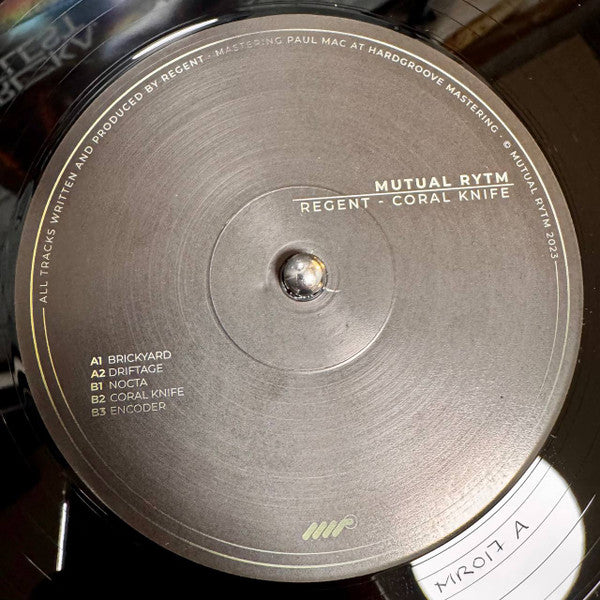 ALL TRACKS WRITTEN AND PRODUCED BY REGENT - MASTERING PAUL MAC AT HARDGROOVE MASTERING - © MUTUAL RYTM 2023
MUTUAL RYTM
REGENT - CORAL KNIFE
A1 BRICKYARD
A2 DRIFTAGE
B1 NOCTA
B2 CORAL KNIFE
B3 ENCODER
MR017 A